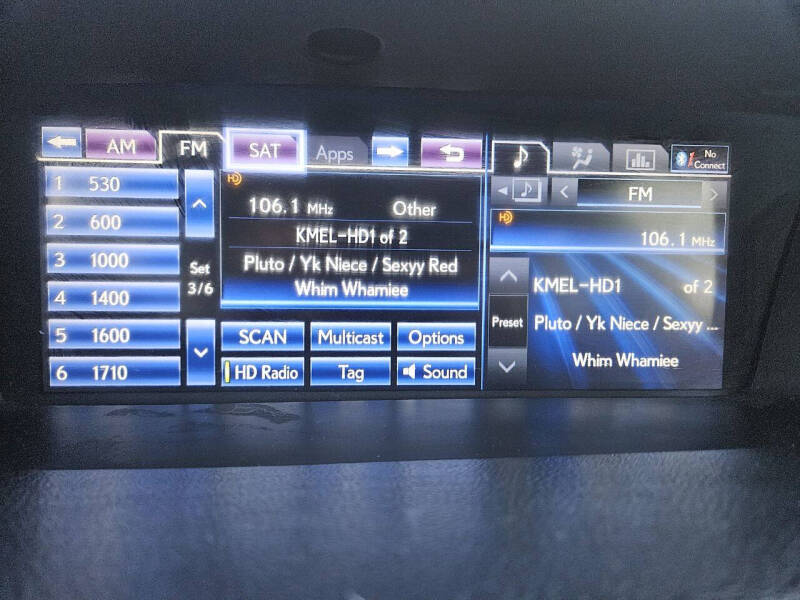 AM FM SAT Apps No Connect
1 530
2 600
3 1000
4 1400
5 1600
6 1710
Set
3/6
HD
106.1 MHz Other
KMEL-HD1 of 2
Pluto / Yk Niece / Sexyy Red
Whim Whamiee
SCAN Multicast Options
HD Radio Tag Sound
FM
HD
106.1 MHz
Preset
KMEL-HD1 of 2
Pluto / Yk Niece / Sexyy ...
Whim Whamiee